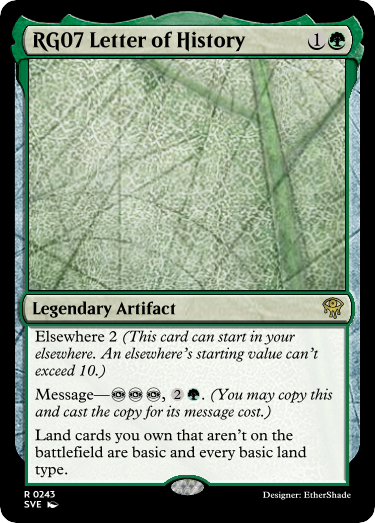 RG07 Letter of History 1
Legendary Artifact
Elsewhere 2 (This card can start in your
elsewhere. An elsewhere's starting value can't
exceed 10.)
Message—, 2. (You may copy this
and cast the copy for its message cost.)
Land cards you own that aren't on the
battlefield are basic and every basic land
type.
R 0243
SVE
Designer: EtherShade